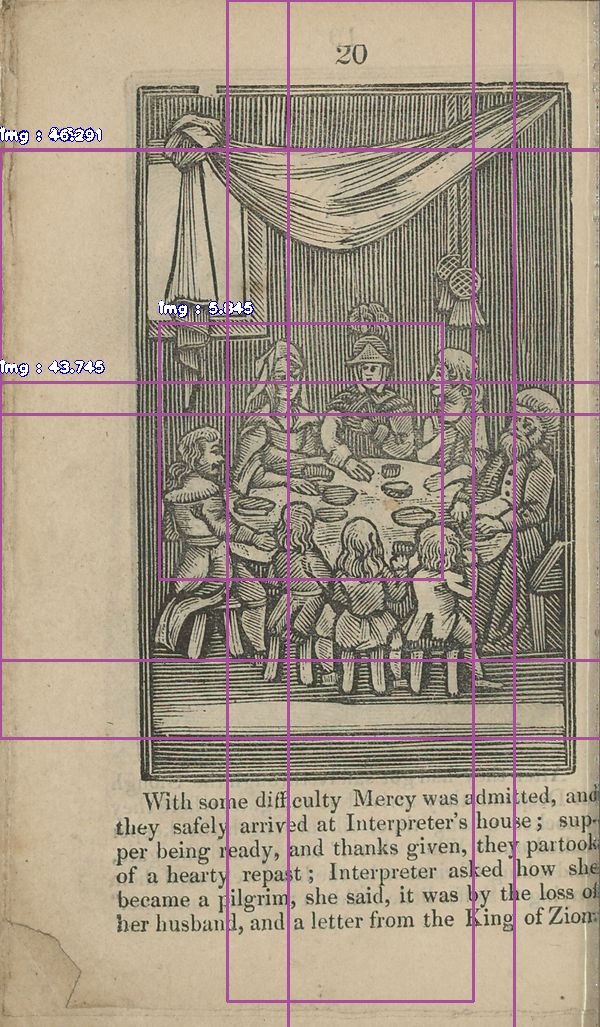 20
Img : 46.291
Img : 5.845
Img : 43.745
With some difficulty Mercy was admitted, and
they safely arrived at Interpreter's house; sup-
per being ready, and thanks given, they partook
of a hearty repast; Interpreter asked how she
became a pilgrim, she said, it was by the loss of
her husband, and a letter from the King of Zion.